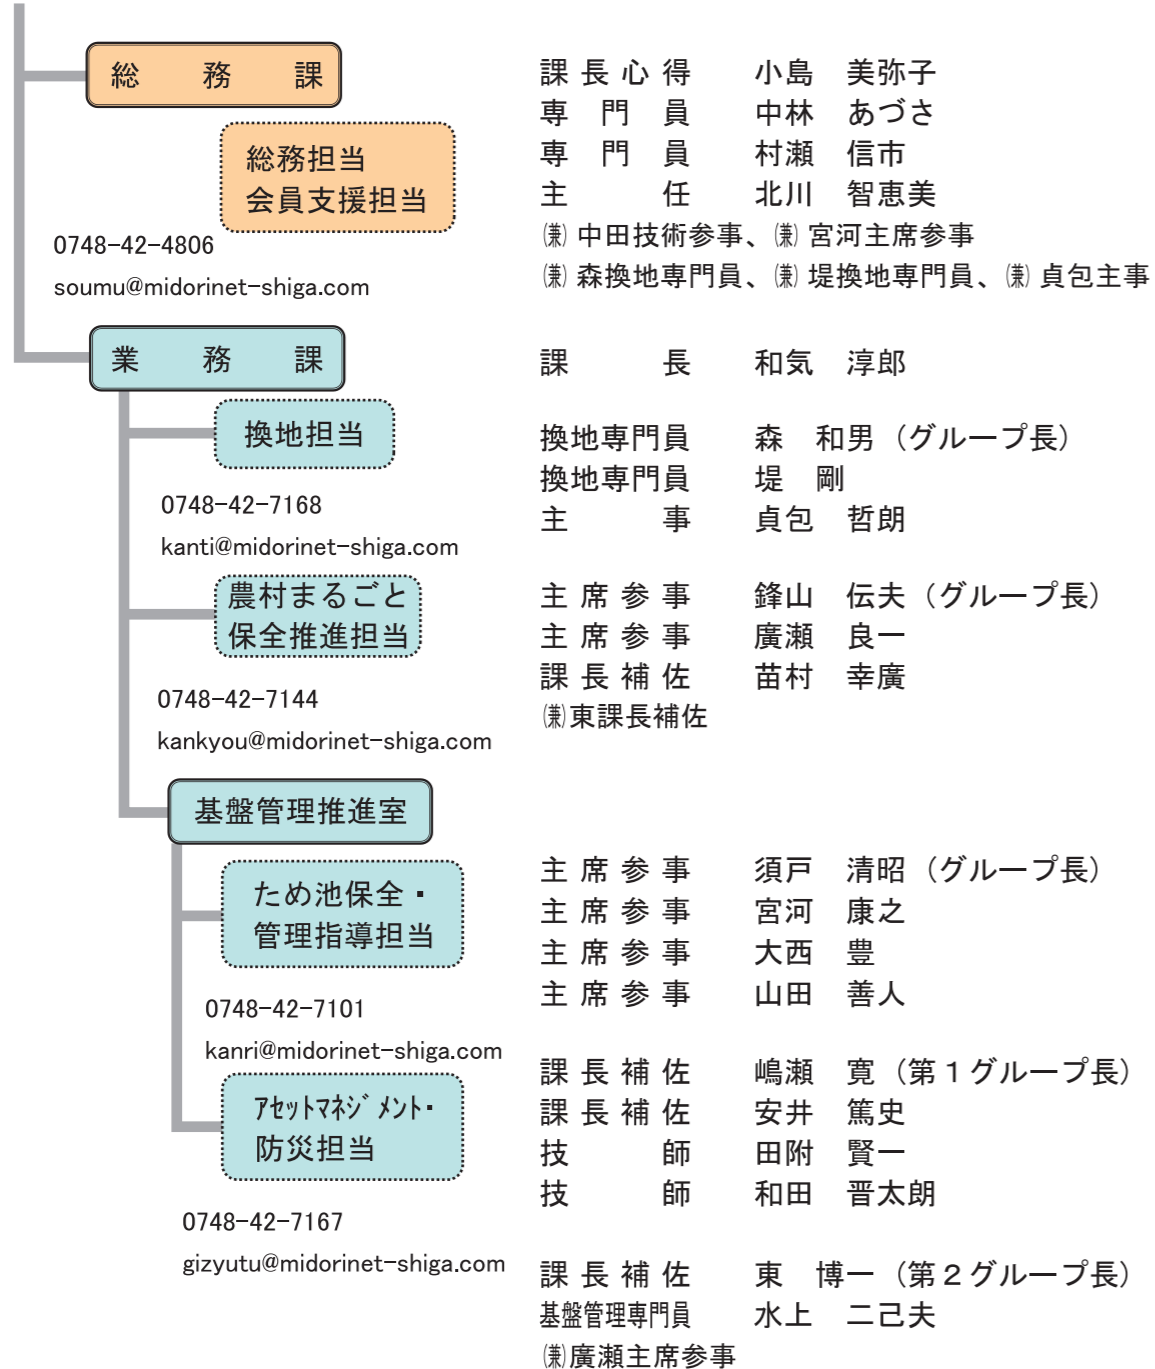 総　務　課
課長心得　小島　美弥子
専門員　中林　あづさ
専門員　村瀬　信市
主任　北川　智恵美
㈱中田技術参事、㈱宮河主席参事
㈱森換地専門員、㈱堤換地専門員、㈱貞包主事
総務担当
会員支援担当
0748-42-4806
soumu@midorinet-shiga.com
業　務　課
課長　和気　淳郎
換地担当
換地専門員　森　和男（グループ長）
換地専門員　堤　剛
主事　貞包　哲朗
0748-42-7168
kanti@midorinet-shiga.com
農村まるごと
保全推進担当
主席参事　鋒山　伝夫（グループ長）
主席参事　廣瀬　良一
課長補佐　苗村　幸廣
㈱東課長補佐
0748-42-7144
kankyou@midorinet-shiga.com
基盤管理推進室
ため池保全・
管理指導担当
主席参事　須戸　清昭（グループ長）
主席参事　宮河　康之
主席参事　大西　豊
主席参事　山田　善人
0748-42-7101
kanri@midorinet-shiga.com
ｱｾｯﾄﾏﾈｼﾞﾒﾝﾄ・
防災担当
課長補佐　嶋瀬　寛（第１グループ長）
課長補佐　安井　篤史
技師　田附　賢一
技師　和田　晋太朗
0748-42-7167
gizyutu@midorinet-shiga.com
課長補佐　東　博一（第２グループ長）
基盤管理専門員　水上　二己夫
㈱廣瀬主席参事